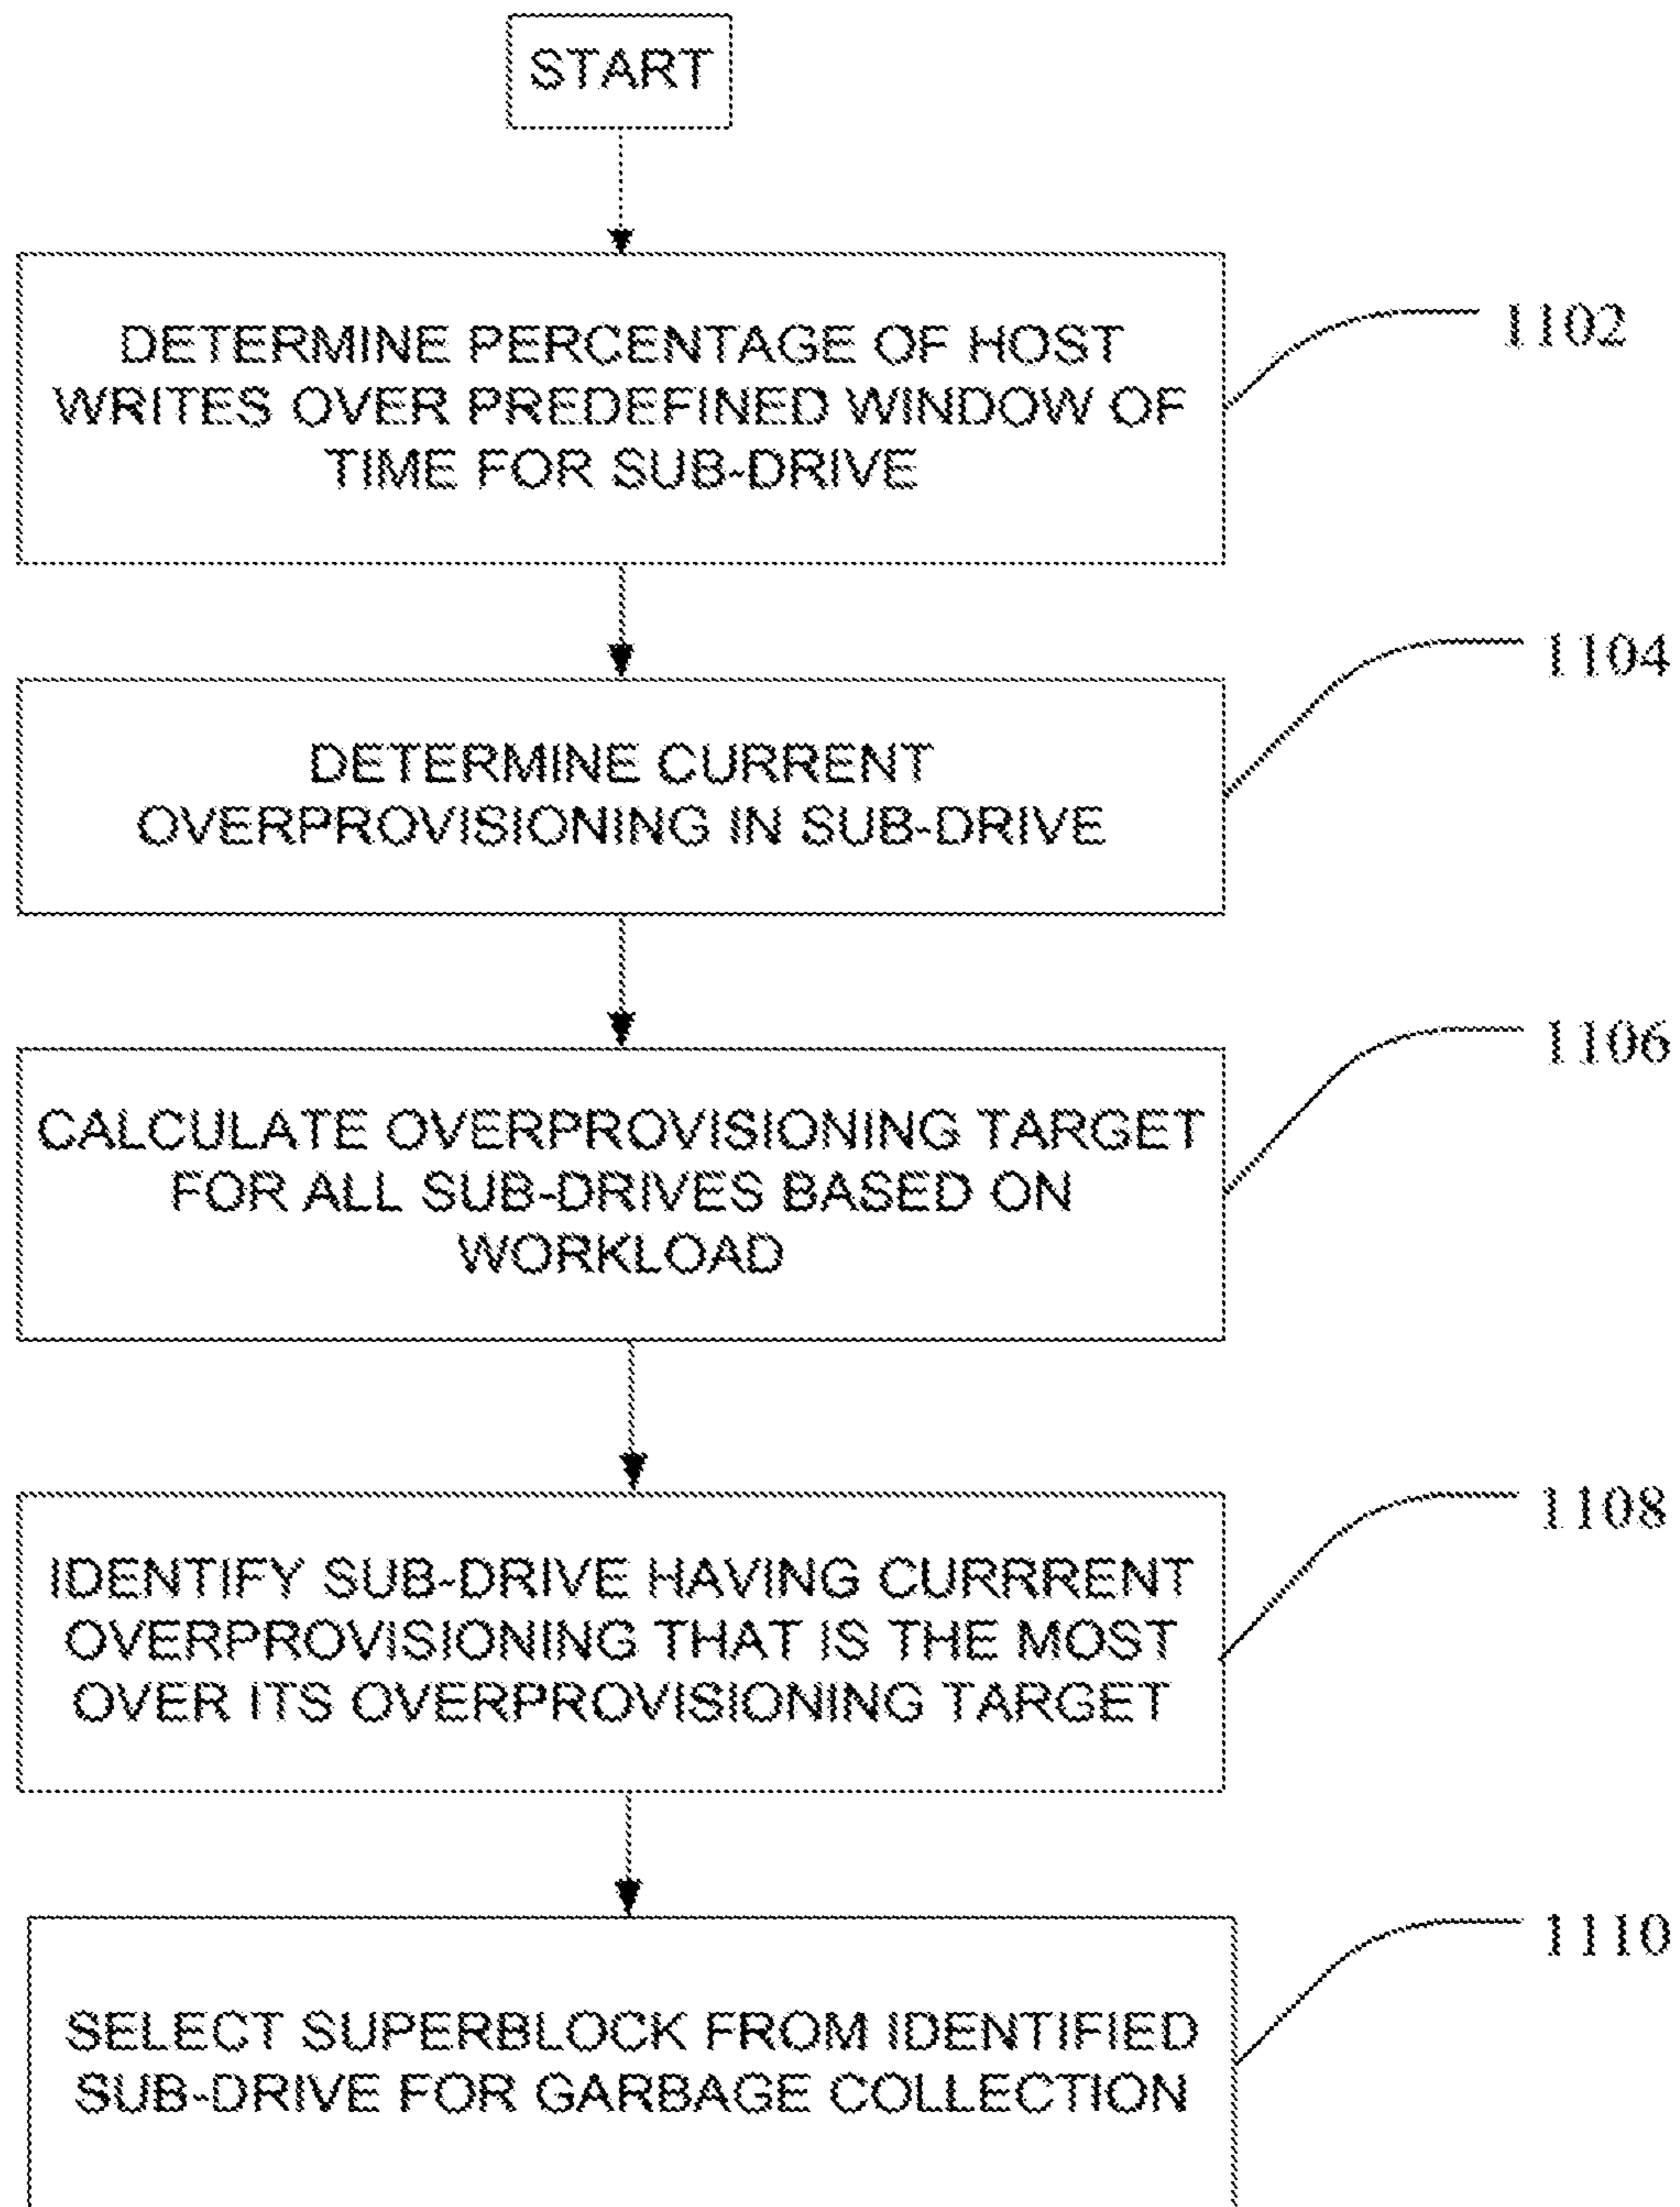 START
DETERMINE PERCENTAGE OF HOST
WRITES OVER PREDEFINED WINDOW OF
TIME FOR SUB-DRIVE
1102
DETERMINE CURRENT
OVERPROVISIONING IN SUB-DRIVE
1104
CALCULATE OVERPROVISIONING TARGET
FOR ALL SUB-DRIVES BASED ON
WORKLOAD
1106
IDENTIFY SUB-DRIVE HAVING CURRRENT
OVERPROVISIONING THAT IS THE MOST
OVER ITS OVERPROVISIONING TARGET
1108
SELECT SUPERBLOCK FROM IDENTIFIED
SUB-DRIVE FOR GARBAGE COLLECTION
1110